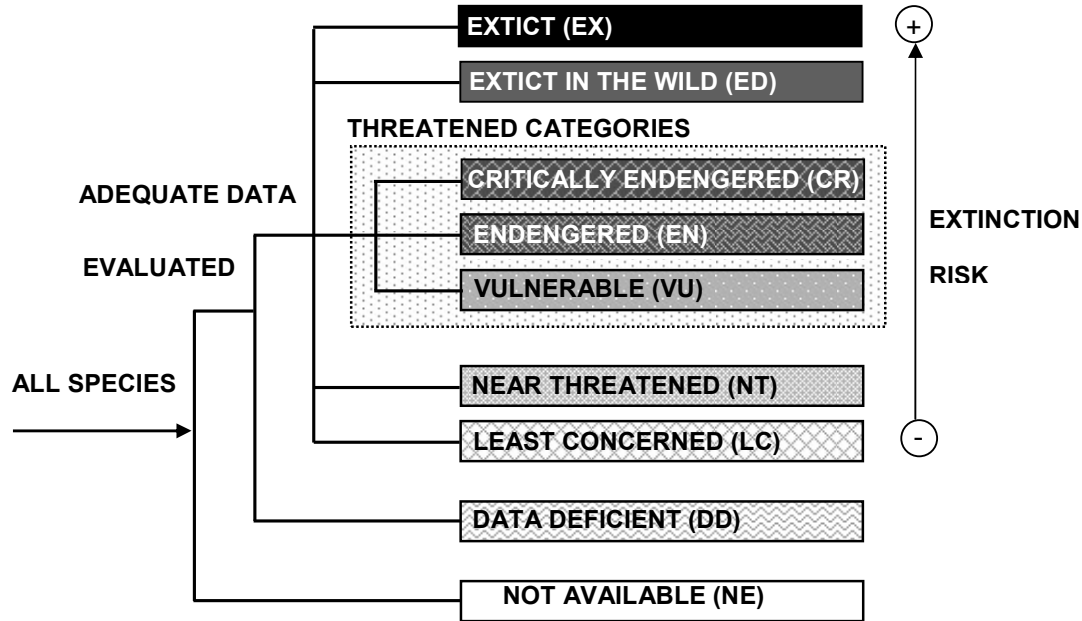 EXTICT (EX)
+
EXTICT IN THE WILD (ED)
THREATENED CATEGORIES
CRITICALLY ENDENGERED (CR)
ADEQUATE DATA
ENDENGERED (EN)
EXTINCTION
EVALUATED
RISK
VULNERABLE (VU)
ALL SPECIES
NEAR THREATENED (NT)
LEAST CONCERNED (LC)
-
DATA DEFICIENT (DD)
NOT AVAILABLE (NE)